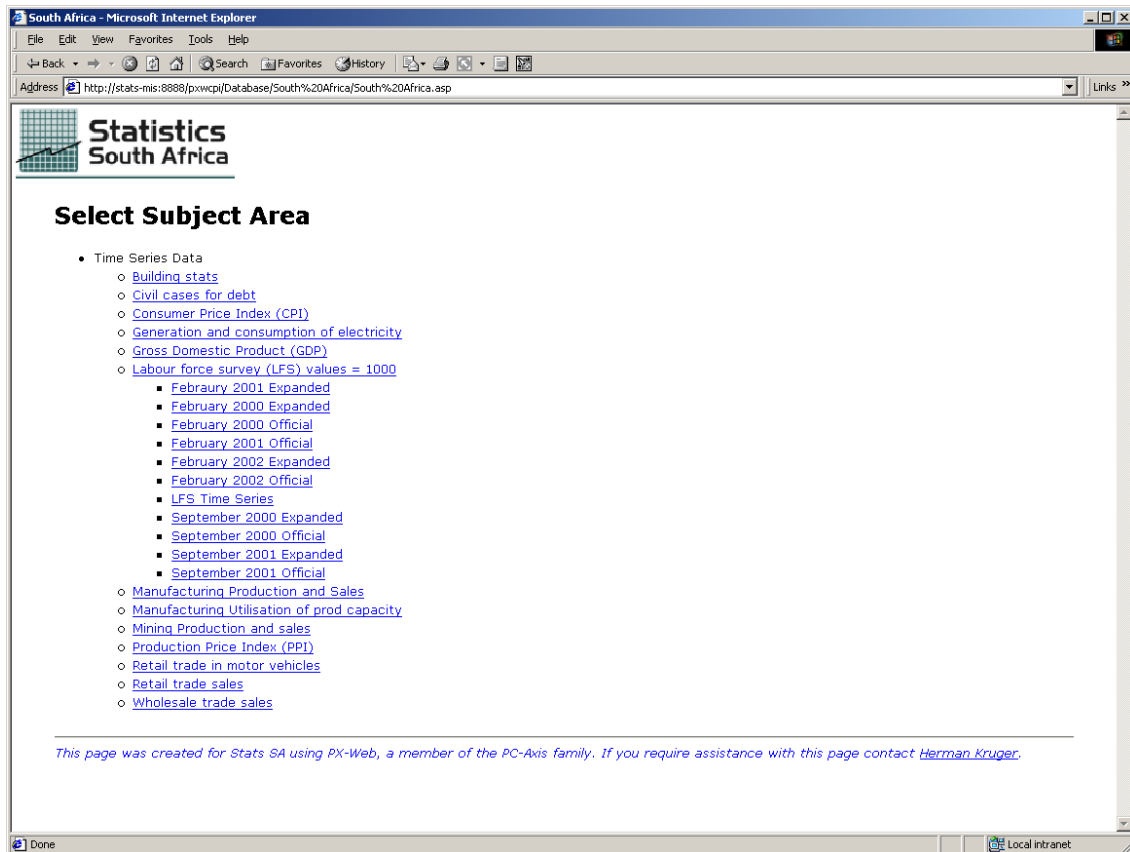 South Africa - Microsoft Internet Explorer
File Edit View Favorites Tools Help
Back Search Favorites History
Address http://stats-mis:8888/pxwcpi/Database/South%20Africa/South%20Africa.asp Links »
Statistics
South Africa
Select Subject Area
Time Series Data
Building stats
Civil cases for debt
Consumer Price Index (CPI)
Generation and consumption of electricity
Gross Domestic Product (GDP)
Labour force survey (LFS) values = 1000
Febraury 2001 Expanded
February 2000 Expanded
February 2000 Official
February 2001 Official
February 2002 Expanded
February 2002 Official
LFS Time Series
September 2000 Expanded
September 2000 Official
September 2001 Expanded
September 2001 Official
Manufacturing Production and Sales
Manufacturing Utilisation of prod capacity
Mining Production and sales
Production Price Index (PPI)
Retail trade in motor vehicles
Retail trade sales
Wholesale trade sales
This page was created for Stats SA using PX-Web, a member of the PC-Axis family. If you require assistance with this page contact Herman Kruger.
Done Local intranet